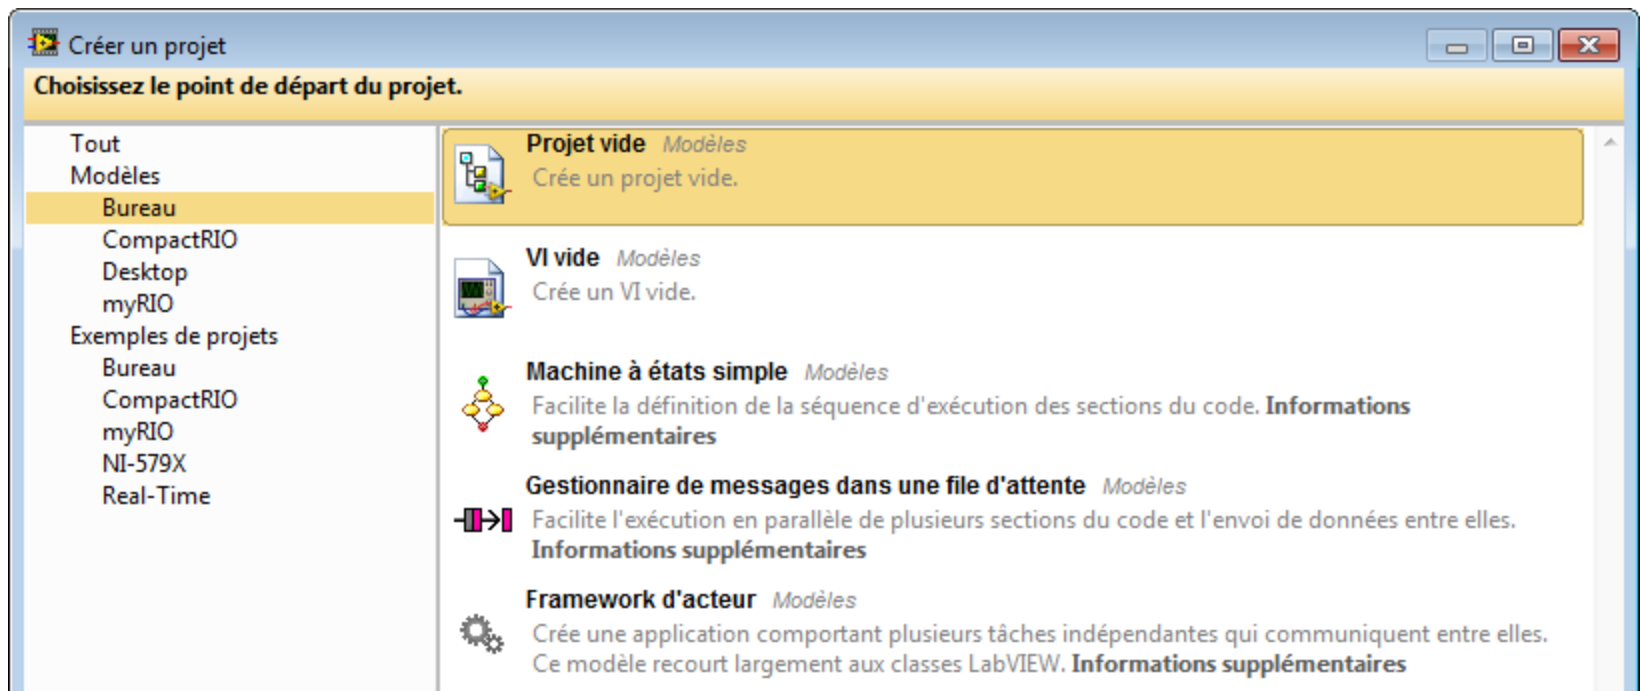 Créer un projet
Choisissez le point de départ du projet.
Tout
Modèles
Bureau
CompactRIO
Desktop
myRIO
Exemples de projets
Bureau
CompactRIO
myRIO
NI-579X
Real-Time
Projet vide Modèles
Crée un projet vide.
VI vide Modèles
Crée un VI vide.
Machine à états simple Modèles
Facilite la définition de la séquence d'exécution des sections du code. Informations
supplémentaires
Gestionnaire de messages dans une file d'attente Modèles
Facilite l'exécution en parallèle de plusieurs sections du code et l'envoi de données entre elles.
Informations supplémentaires
Framework d'acteur Modèles
Crée une application comportant plusieurs tâches indépendantes qui communiquent entre elles.
Ce modèle recourt largement aux classes LabVIEW. Informations supplémentaires